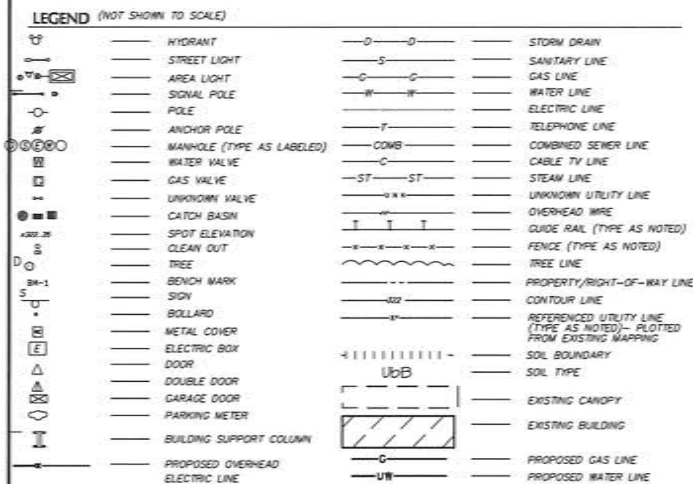 LEGEND (NOT SHOWN TO SCALE)
HYDRANT
STREET LIGHT
AREA LIGHT
SIGNAL POLE
POLE
ANCHOR POLE
D S E W MANHOLE (TYPE AS LABELED)
W WATER VALVE
G GAS VALVE
UNKNOWN VALVE
CATCH BASIN
x322.25 SPOT ELEVATION
CLEAN OUT
D TREE
BM-1 BENCH MARK
S SIGN
BOLLARD
METAL COVER
E ELECTRIC BOX
DOOR
DOUBLE DOOR
GARAGE DOOR
PARKING METER
BUILDING SUPPORT COLUMN
PROPOSED OVERHEAD
ELECTRIC LINE
D D STORM DRAIN
S SANITARY LINE
G G GAS LINE
W W WATER LINE
ELECTRIC LINE
T TELEPHONE LINE
COMB COMBINED SEWER LINE
C CABLE TV LINE
ST ST STEAM LINE
UNKNOWN UTILITY LINE
OVERHEAD WIRE
T T T GUIDE RAIL (TYPE AS NOTED)
x x x x FENCE (TYPE AS NOTED)
TREE LINE
PROPERTY/RIGHT-OF-WAY LINE
322 CONTOUR LINE
REFERENCED UTILITY LINE
(TYPE AS NOTED)- PLOTTED
FROM EXISTING MAPPING
SOIL BOUNDARY
UbB SOIL TYPE
EXISTING CANOPY
EXISTING BUILDING
G PROPOSED GAS LINE
UW PROPOSED WATER LINE